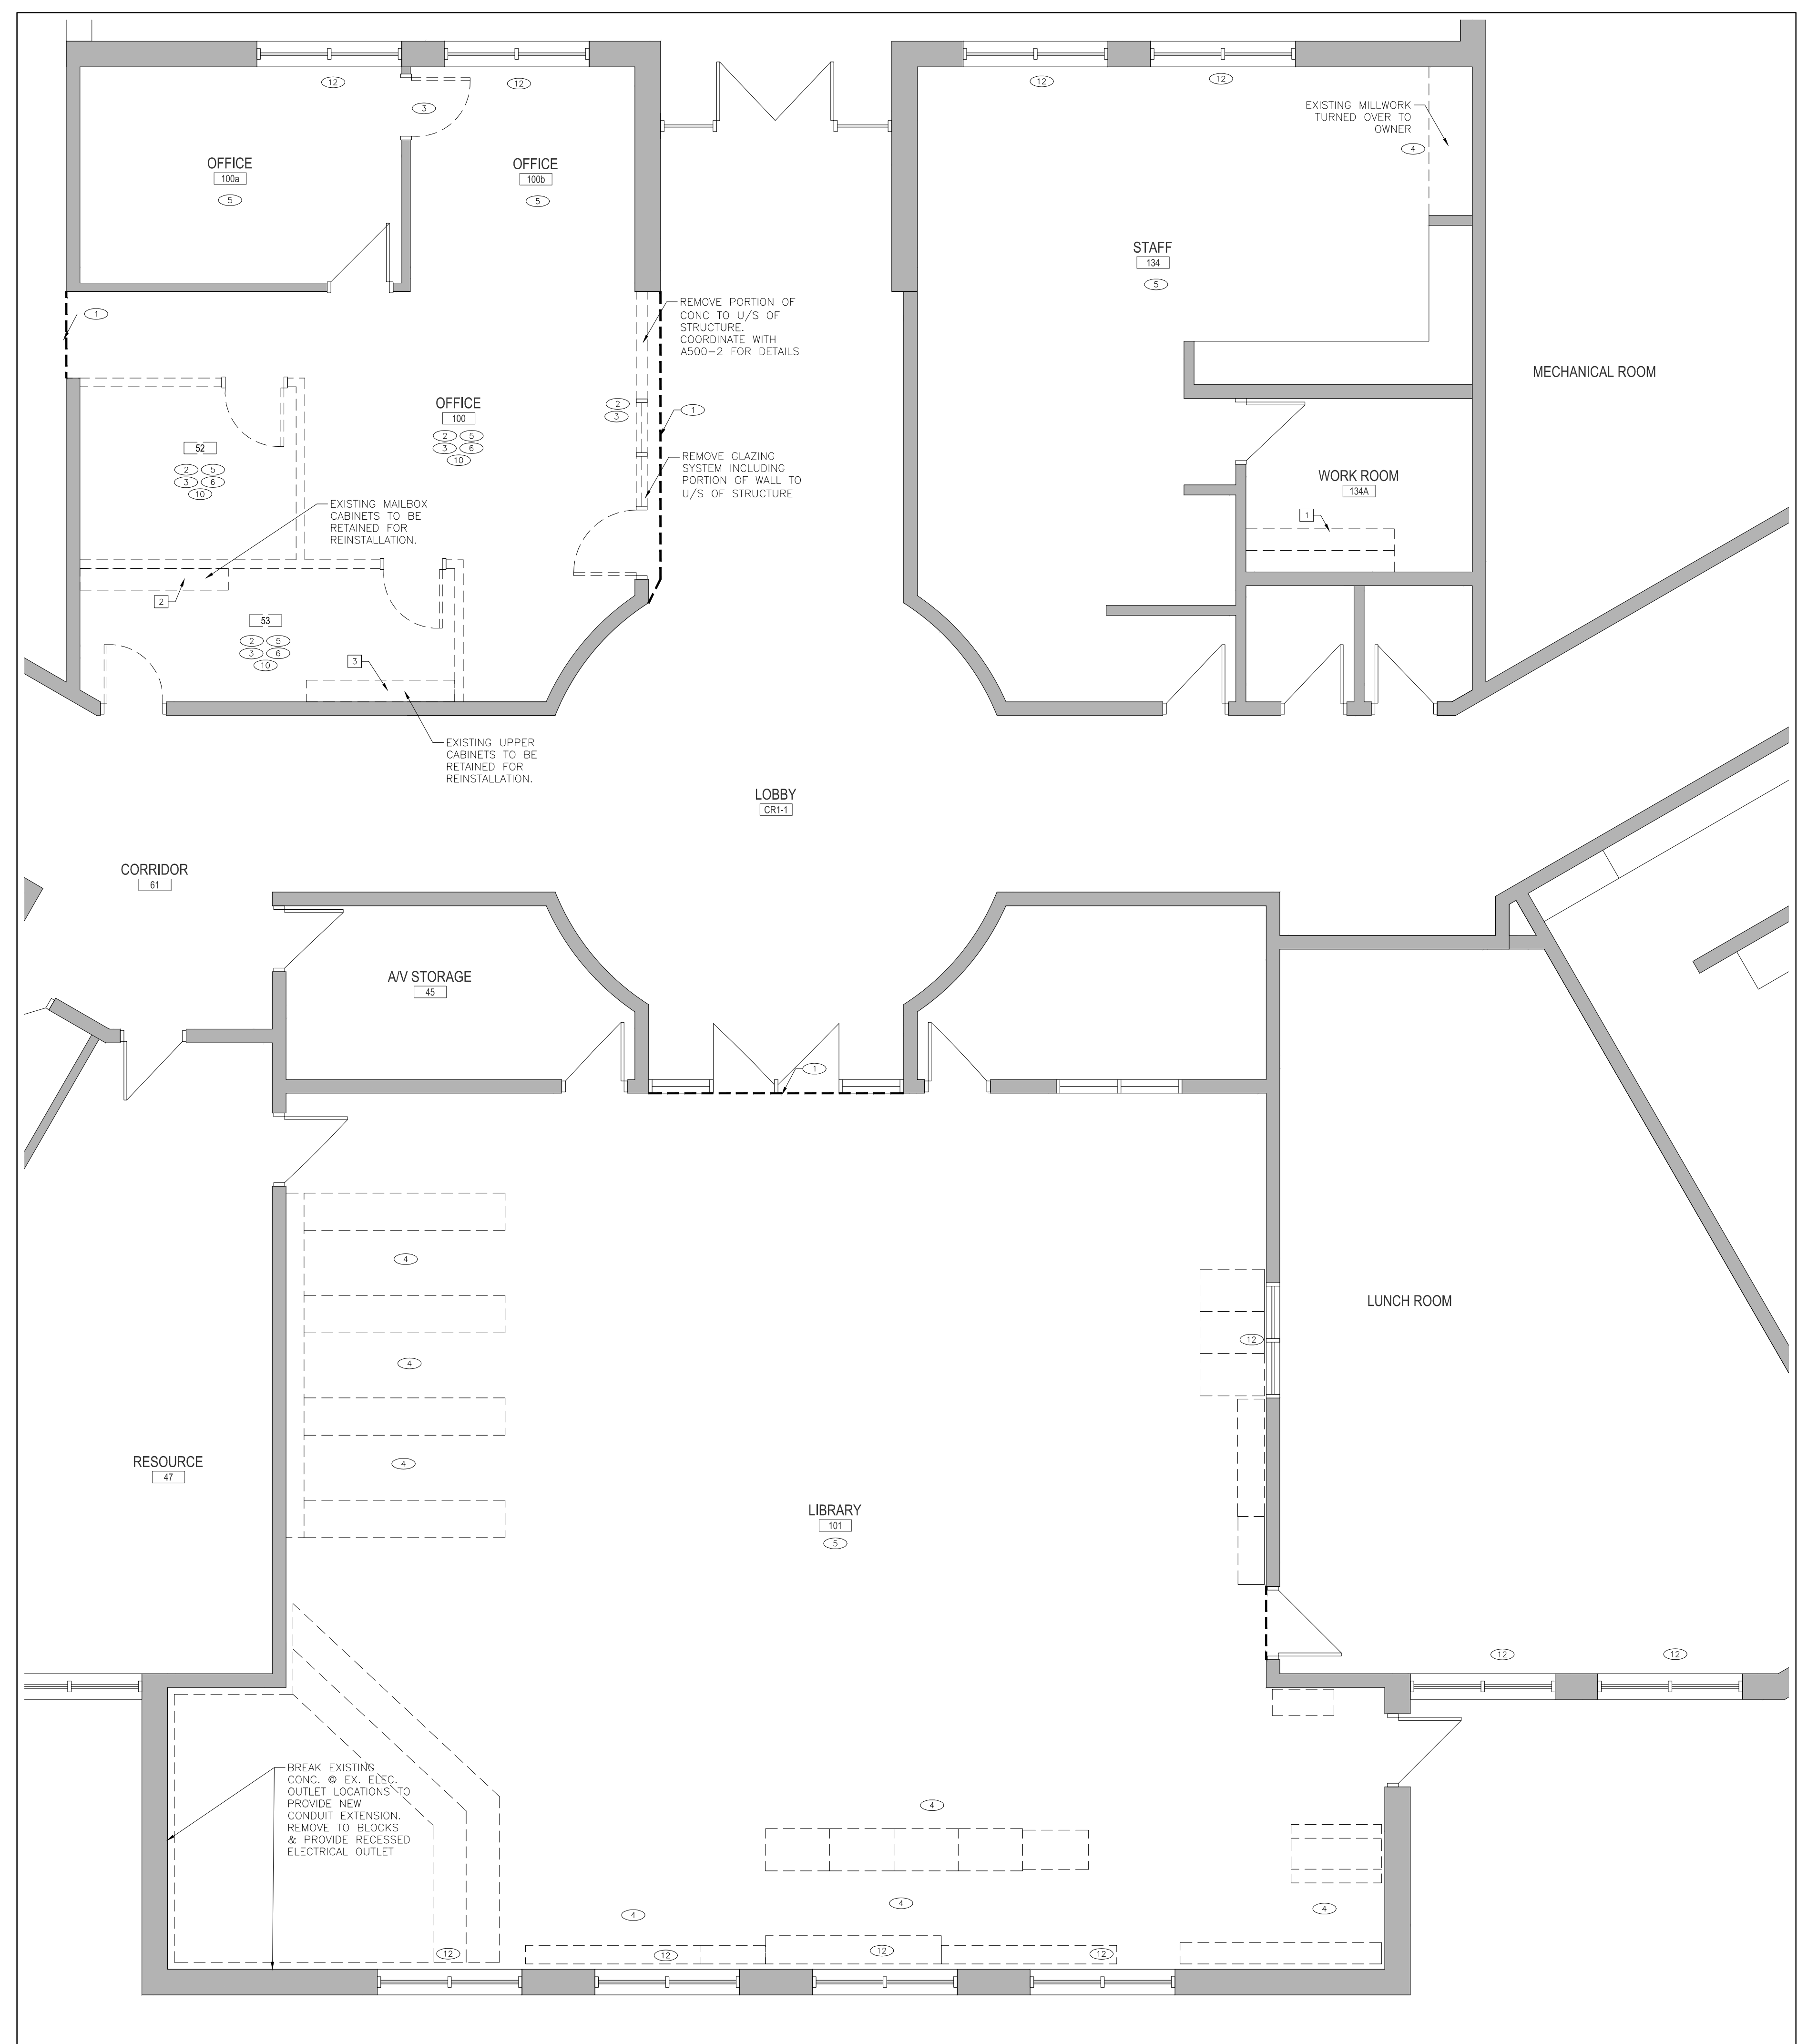 12
12
3
12
12
EXISTING MILLWORK
TURNED OVER TO
OWNER
4
OFFICE
100a
5
OFFICE
100b
5
STAFF
134
5
1
REMOVE PORTION OF
CONC TO U/S OF
STRUCTURE.
COORDINATE WITH
A500-2 FOR DETAILS
MECHANICAL ROOM
OFFICE
100
2 5
3 6
10
2
3
1
52
2 5
3 6
10
REMOVE GLAZING
SYSTEM INCLUDING
PORTION OF WALL TO
U/S OF STRUCTURE
WORK ROOM
134A
1
EXISTING MAILBOX
CABINETS TO BE
RETAINED FOR
REINSTALLATION.
2
53
2 5
3 6
10
3
EXISTING UPPER
CABINETS TO BE
RETAINED FOR
REINSTALLATION.
LOBBY
CR1-1
CORRIDOR
61
A/V STORAGE
45
1
4
4
4
12
LUNCH ROOM
RESOURCE
47
LIBRARY
101
5
12
12
BREAK EXISTING
CONC. @ EX. ELEC.
OUTLET LOCATIONS TO
PROVIDE NEW
CONDUIT EXTENSION.
REMOVE TO BLOCKS
& PROVIDE RECESSED
ELECTRICAL OUTLET
4
4
4
4
12
12
12
12